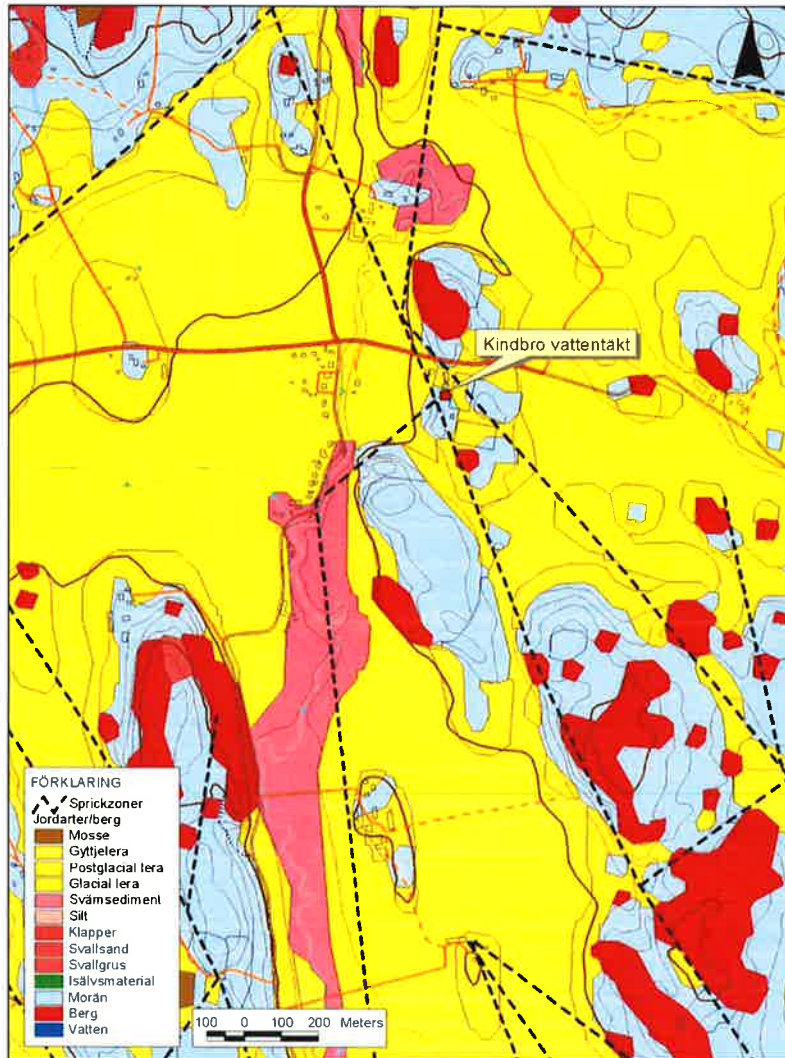 Kindbro vattentäkt
FÖRKLARING
Sprickzoner
Jordarter/berg
Mosse
Gyttjelera
Postglacial lera
Glacial lera
Svämsediment
Silt
Klapper
Svallsand
Svallgrus
Isälvsmaterial
Morän
Berg
Vatten
100 0 100 200 Meters